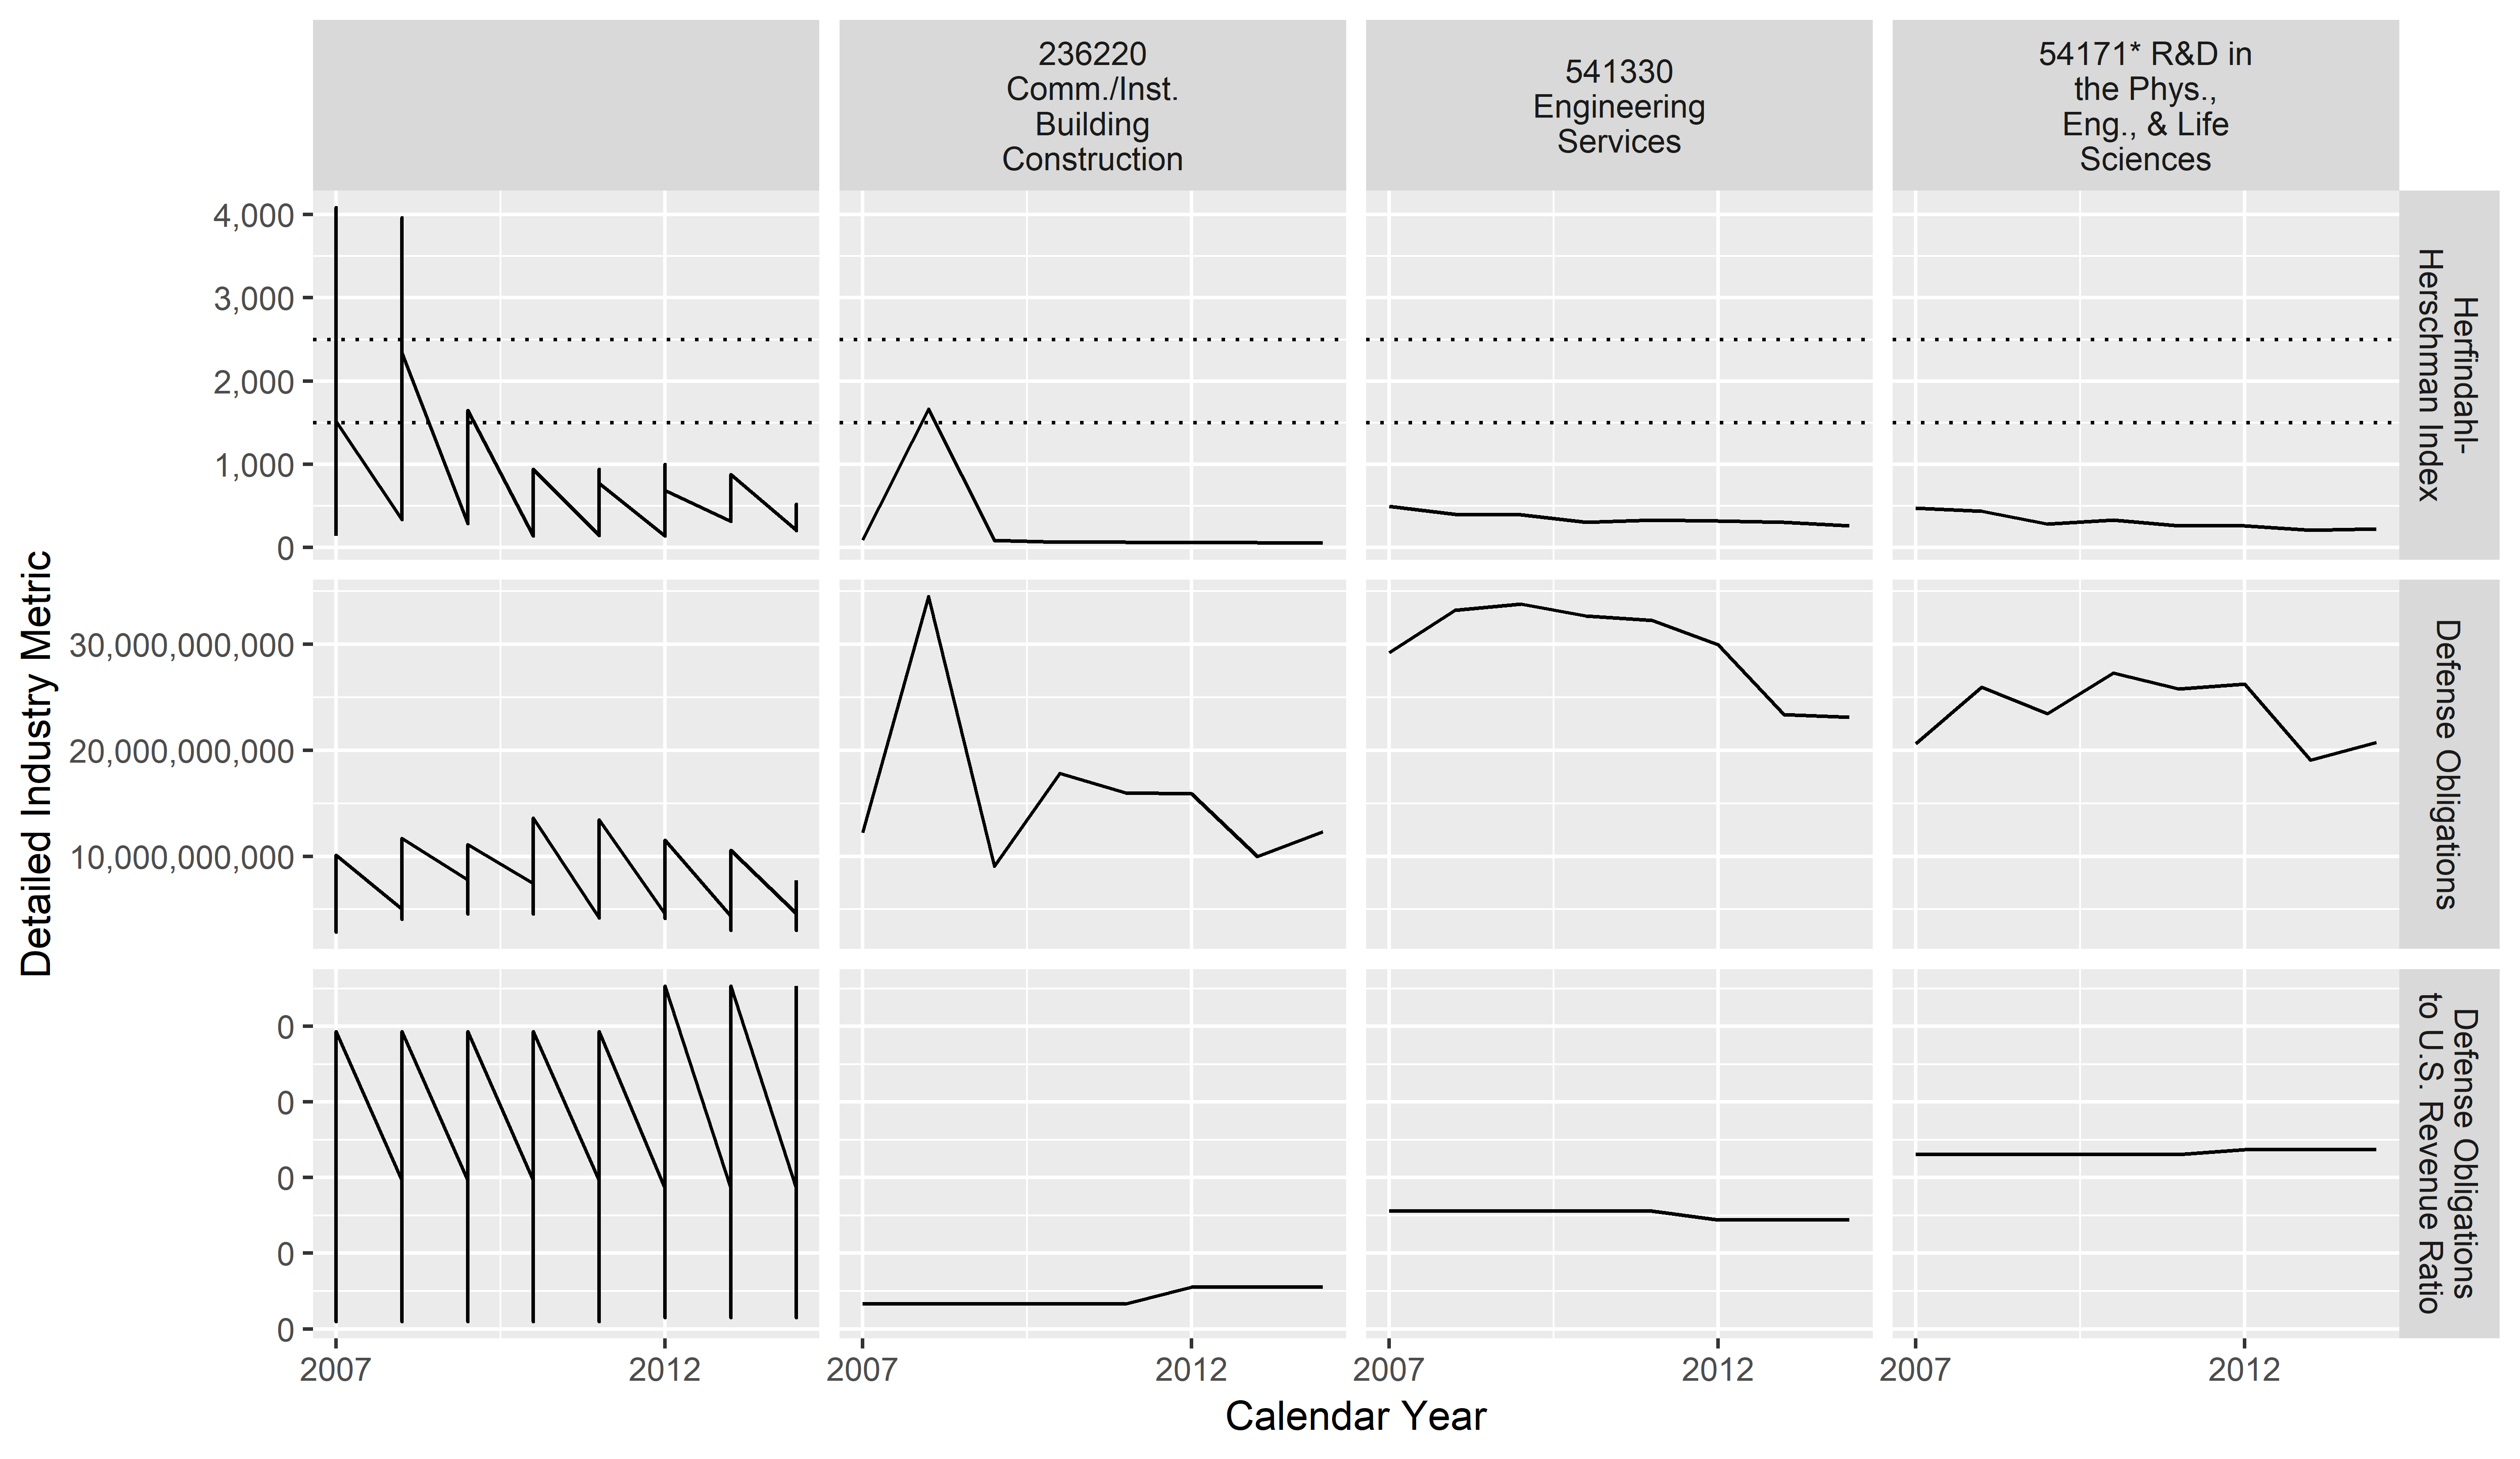 236220
Comm./Inst.
Building
Construction
541330
Engineering
Services
54171* R&D in
the Phys.,
Eng., & Life
Sciences
4,000
3,000
2,000
1,000
0
Herfindahl-
Herschman Index
30,000,000,000
20,000,000,000
10,000,000,000
Defense Obligations
0
0
0
0
0
Defense Obligations
to U.S. Revenue Ratio
Detailed Industry Metric
2007
2012
2007
2012
2007
2012
2007
2012
Calendar Year